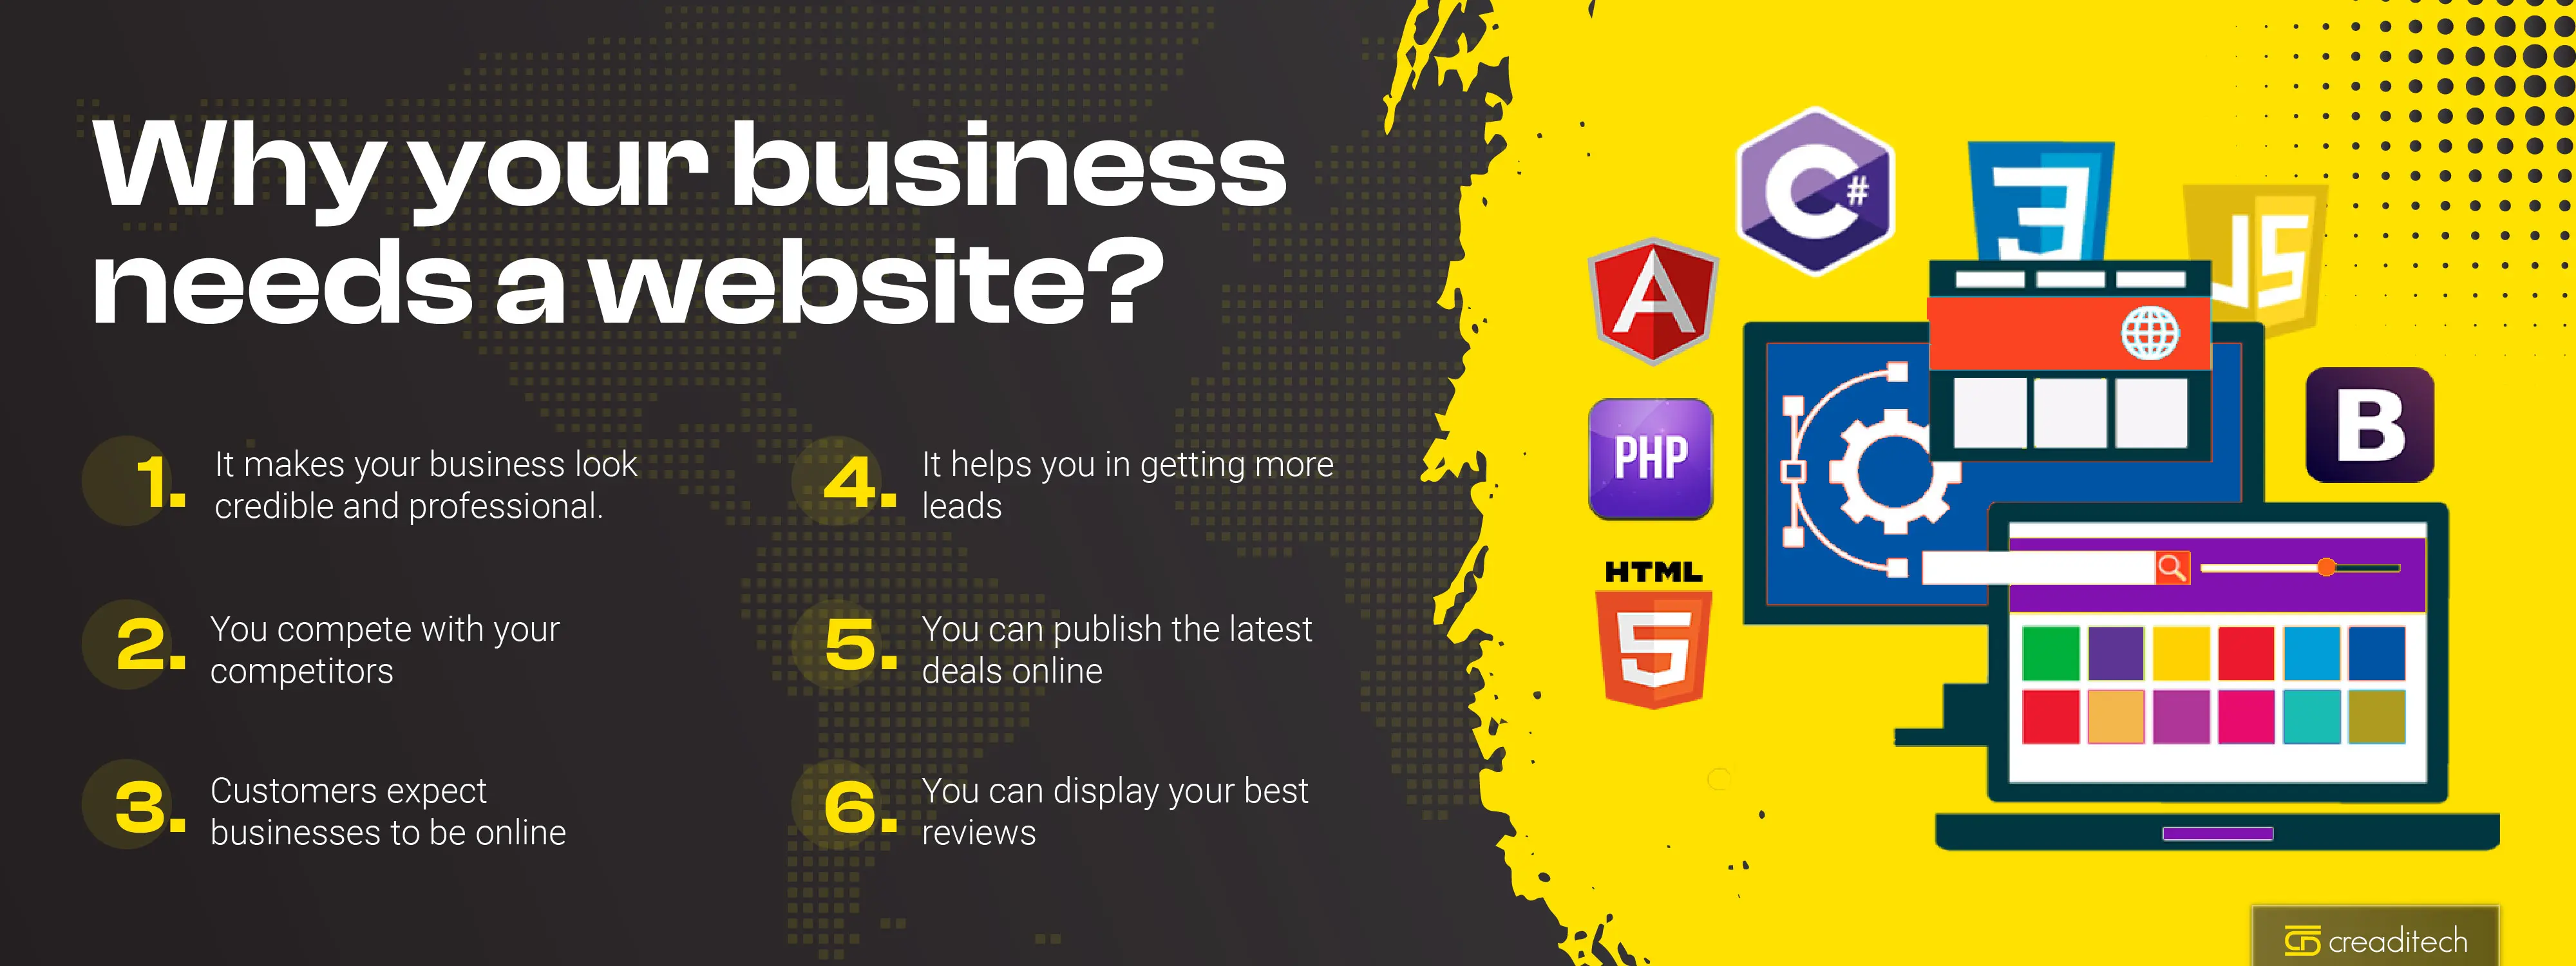 Why your business
needs a website?
1. It makes your business look
credible and professional.
2. You compete with your
competitors
3. Customers expect
businesses to be online
4. It helps you in getting more
leads
5. You can publish the latest
deals online
6. You can display your best
reviews
C#
3
JS
A
PHP
B
HTML
5
creaditech